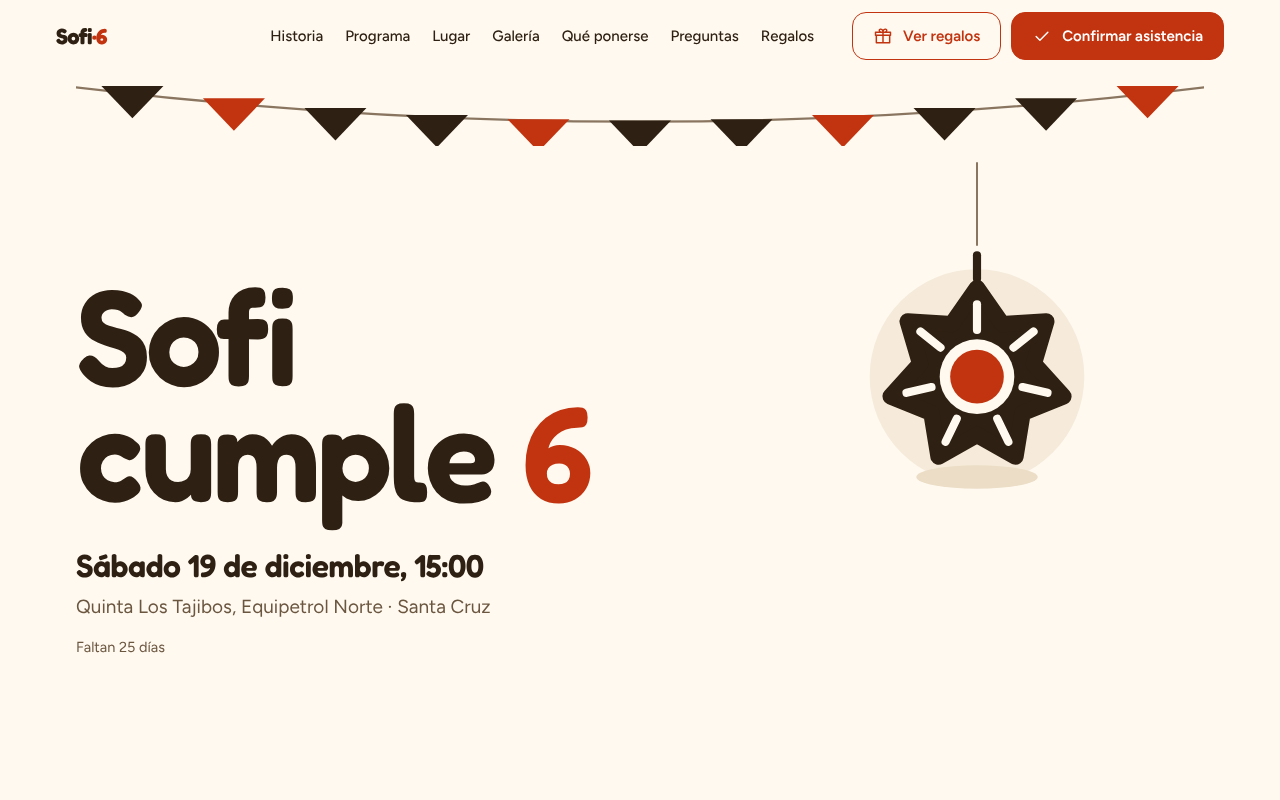 Sofi·6
Historia
Programa
Lugar
Galería
Qué ponerse
Preguntas
Regalos
Ver regalos
Confirmar asistencia
Sofi
cumple 6
Sábado 19 de diciembre, 15:00
Quinta Los Tajibos, Equipetrol Norte · Santa Cruz
Faltan 25 días